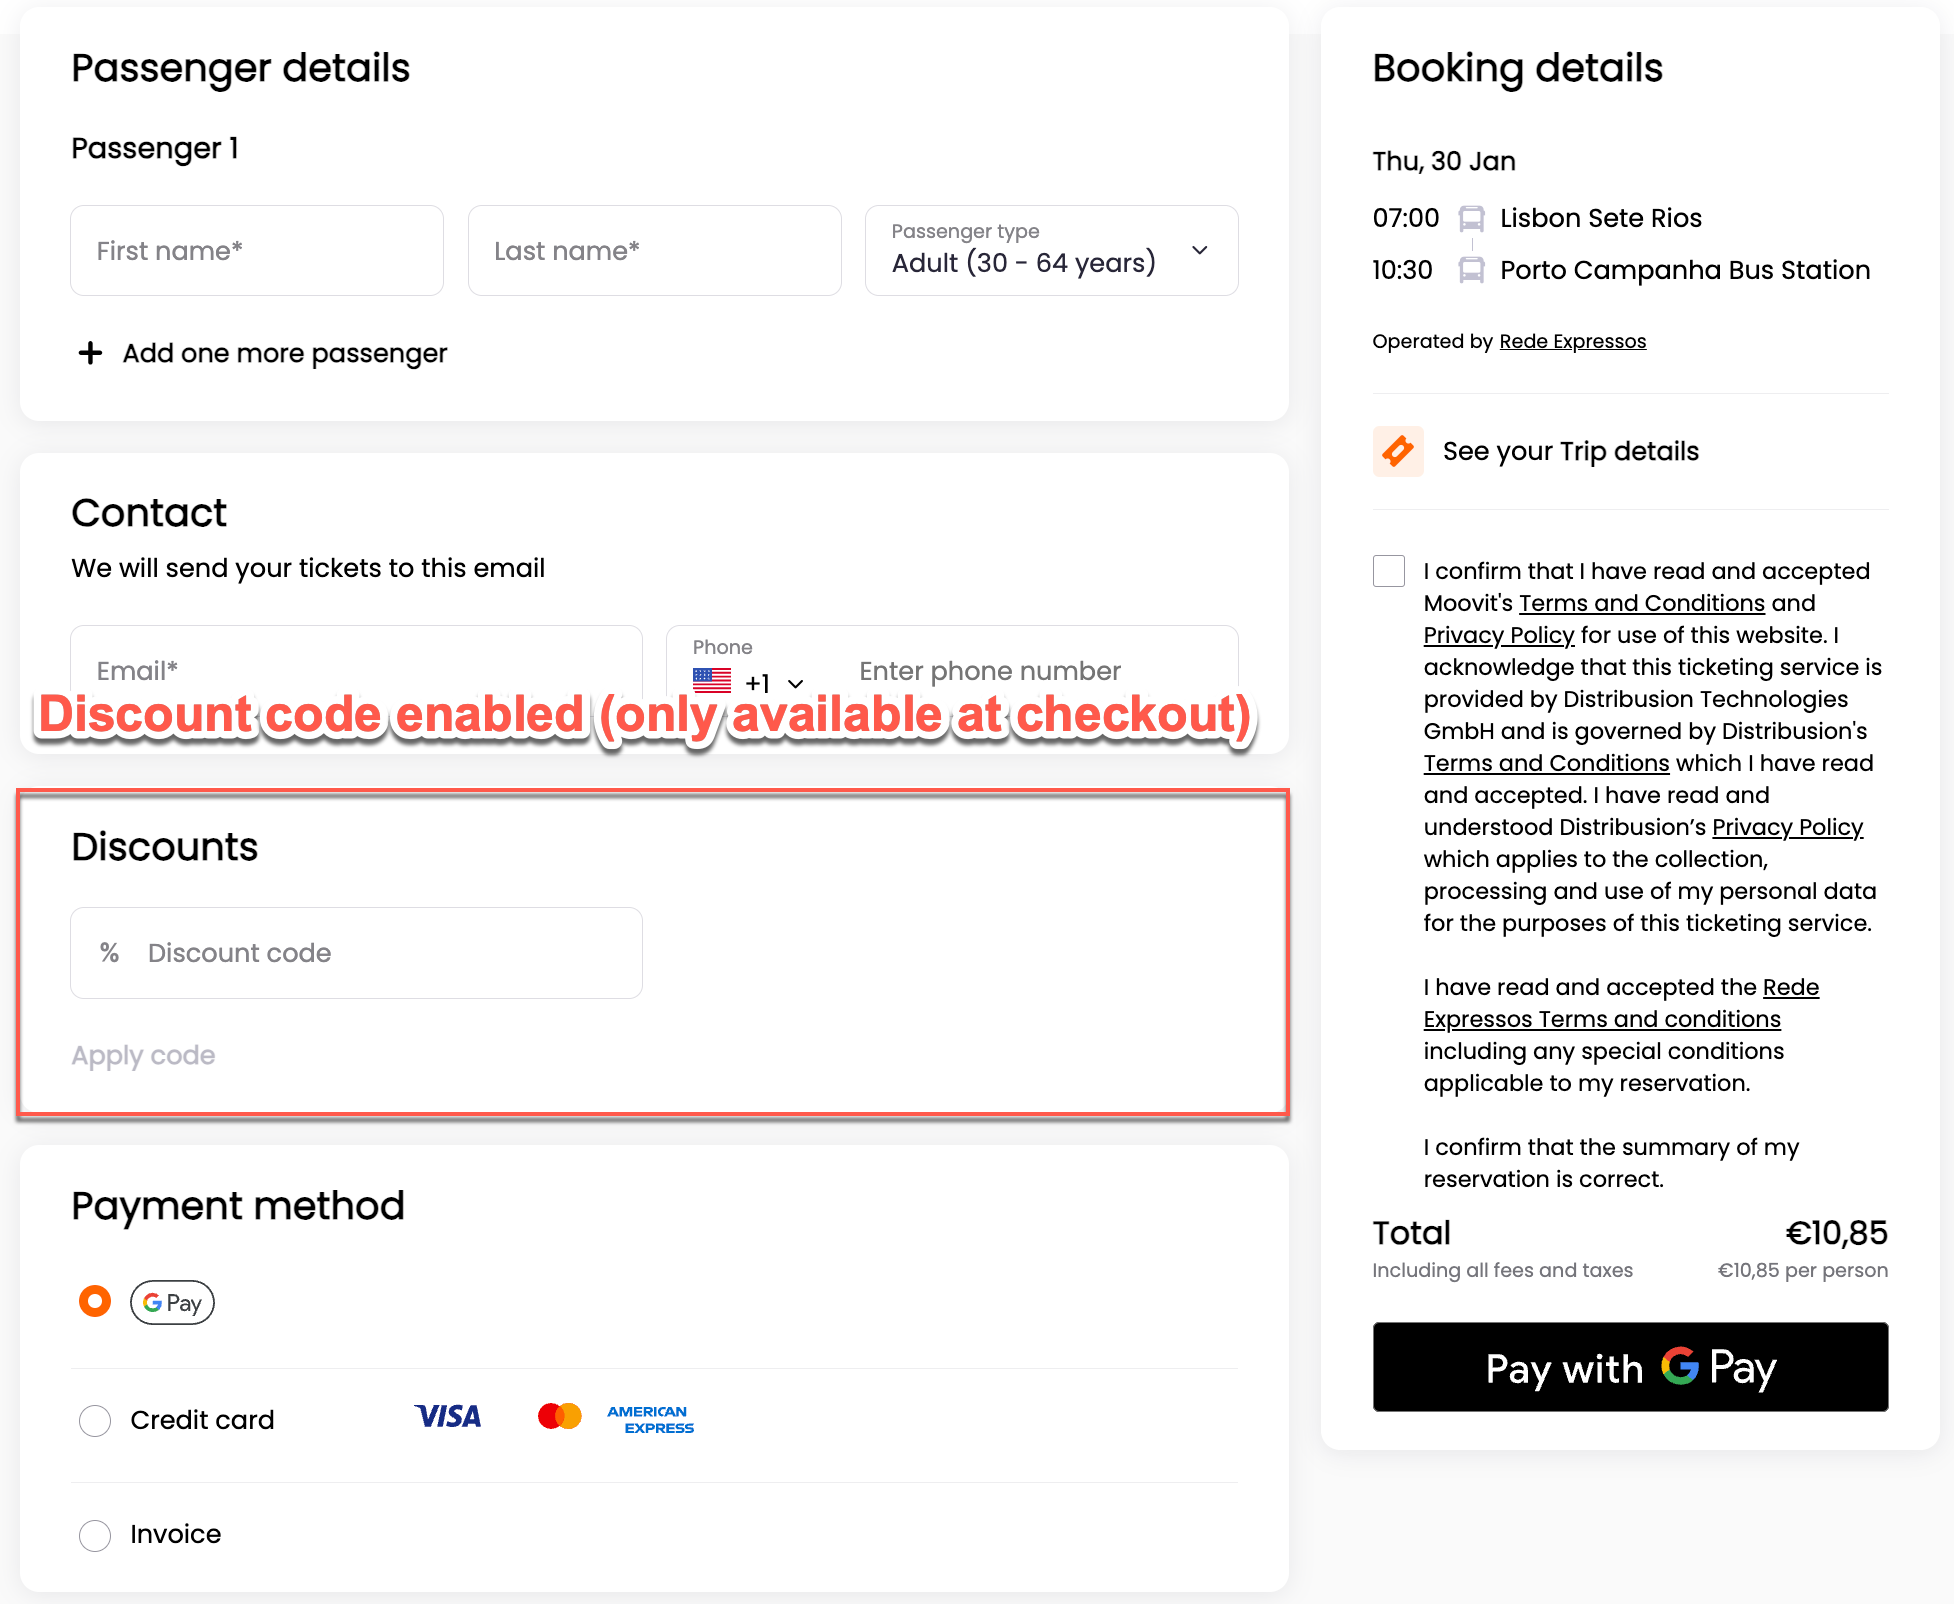 Passenger details
Passenger 1
First name*
Last name*
Passenger type
Adult (30 - 64 years)
+ Add one more passenger
Contact
We will send your tickets to this email
Email*
Phone
+1
Enter phone number
Discount code enabled (only available at checkout)
Discounts
% Discount code
Apply code
Payment method
G Pay
Credit card
VISA
AMERICAN
EXPRESS
Invoice
Booking details
Thu, 30 Jan
07:00 Lisbon Sete Rios
10:30 Porto Campanha Bus Station
Operated by Rede Expressos
See your Trip details
I confirm that I have read and accepted
Moovit's Terms and Conditions and
Privacy Policy for use of this website. I
acknowledge that this ticketing service is
provided by Distribusion Technologies
GmbH and is governed by Distribusion's
Terms and Conditions which I have read
and accepted. I have read and
understood Distribusion’s Privacy Policy
which applies to the collection,
processing and use of my personal data
for the purposes of this ticketing service.
I have read and accepted the Rede
Expressos Terms and conditions
including any special conditions
applicable to my reservation.
I confirm that the summary of my
reservation is correct.
Total €10,85
Including all fees and taxes €10,85 per person
Pay with G Pay